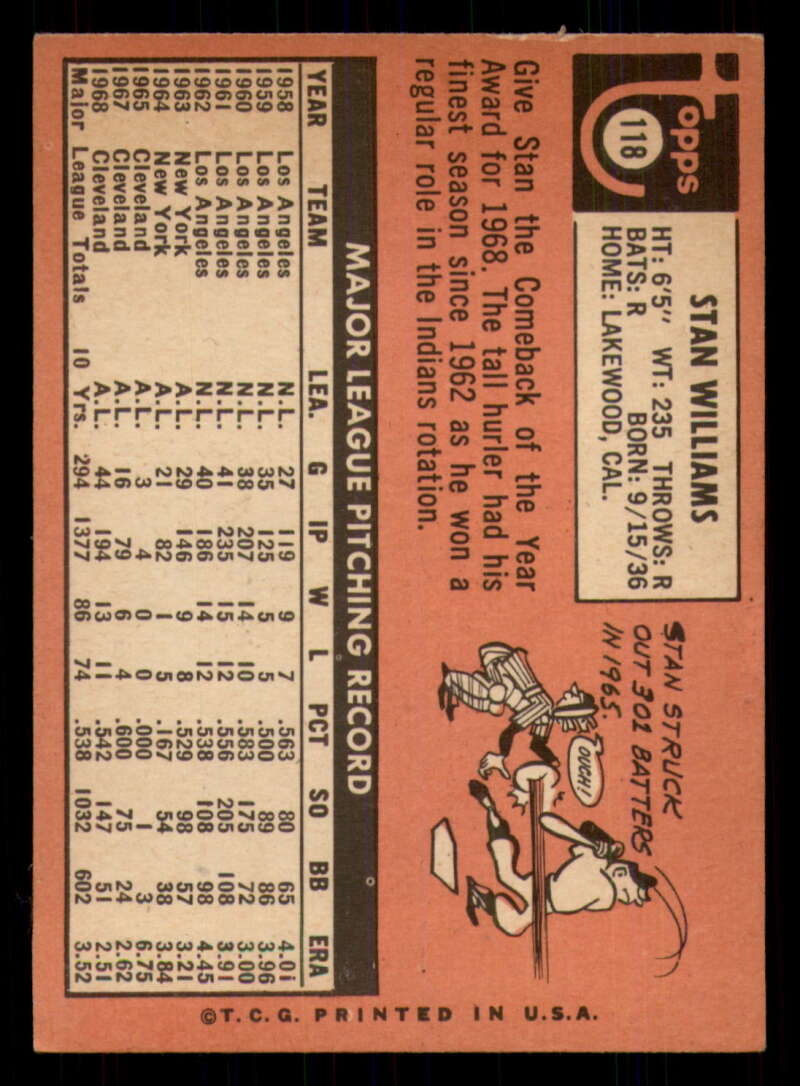 Topps
118
STAN WILLIAMS
HT: 6'5" WT: 235 THROWS: R
BATS: R BORN: 9/15/36
HOME: LAKEWOOD, CAL.
Give Stan the Comeback of the Year
Award for 1968. The tall hurler had his
finest season since 1962 as he won a
regular role in the Indians rotation.
STAN STRUCK
OUT 301 BATTERS
IN 1965.
OUCH!
MAJOR LEAGUE PITCHING RECORD
YEAR TEAM LEA. G IP W L PCT SO BB ERA
1958 Los Angeles N.L. 27 119 9 7 .563 80 65 4.01
1959 Los Angeles N.L. 35 125 5 5 .500 89 86 3.96
1960 Los Angeles N.L. 38 207 14 10 .583 175 72 3.00
1961 Los Angeles N.L. 41 235 15 12 .556 205 108 3.91
1962 Los Angeles N.L. 40 186 14 12 .538 108 98 4.45
1963 New York A.L. 29 146 9 8 .529 98 57 3.21
1964 New York A.L. 21 82 1 5 .167 54 38 3.84
1965 Cleveland A.L. 3 4 0 0 .000 1 3 6.75
1967 Cleveland A.L. 16 79 6 4 .600 75 24 2.62
1968 Cleveland A.L. 44 194 13 11 .542 147 51 2.51
Major League Totals 10 Yrs. 294 1377 86 74 .538 1032 602 3.52
©T.C.G. PRINTED IN U.S.A.